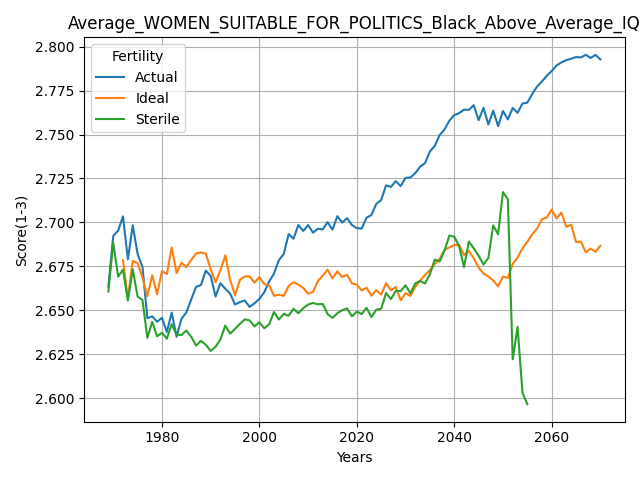 Average_WOMEN_SUITABLE_FOR_POLITICS_Black_Above_Average_IQ
Fertility
Actual
Ideal
Sterile
Score(1-3)
2.800
2.775
2.750
2.725
2.700
2.675
2.650
2.625
2.600
1980 2000 2020 2040 2060
Years